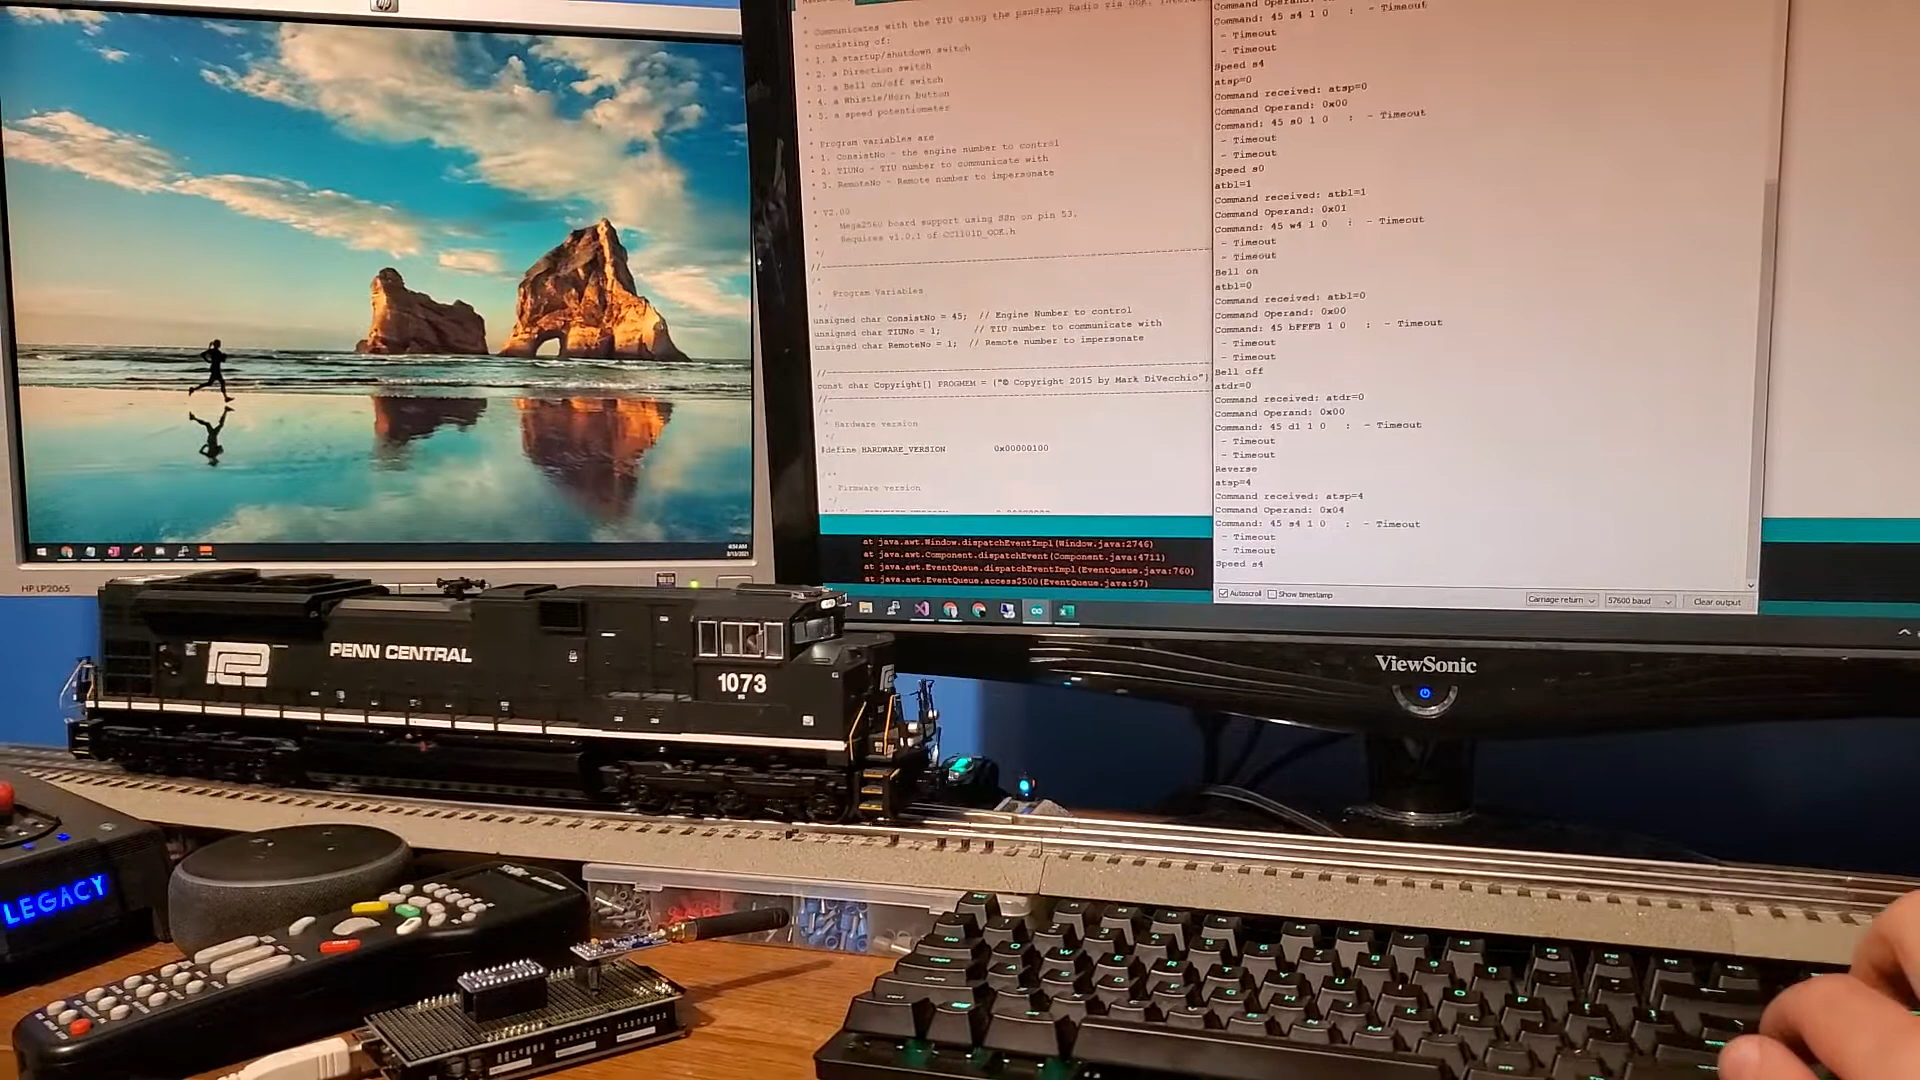 * Communicates with the TIU using the panStamp Radio via OOK.
* consisting of:
* 1. A startup/shutdown switch
* 2. a Direction switch
* 3. a Bell on/off switch
* 4. a Whistle/Horn button
* 5. a speed potentiometer
*
* Program variables are
* 1. ConsistNo - the engine number to control
* 2. TIUNo - TIU number to communicate with
* 3. RemoteNo - Remote number to impersonate
*
* V2.00
* Mega2560 board support using SSn on pin 53.
* Requires v1.0.1 of CC1101D_OOK.h
*/
//
/*
* Program Variables
*/
unsigned char ConsistNo = 45; // Engine Number to control
unsigned char TIUNo = 1; // TIU number to communicate with
unsigned char RemoteNo = 1; // Remote number to impersonate
//
const char Copyright[] PROGMEM = {"© Copyright 2015 by Mark DiVecchio"}
//
/**
* Hardware version
*/
#define HARDWARE_VERSION 0x00000100
/**
* Firmware version
*/
at java.awt.Window.dispatchEventImpl(Window.java:2746)
at java.awt.Component.dispatchEvent(Component.java:4711)
at java.awt.EventQueue.dispatchEventImpl(EventQueue.java:760)
at java.awt.EventQueue.access$500(EventQueue.java:97)
Command Operand:
Command: 45 s4 1 0 : - Timeout
- Timeout
- Timeout
Speed s4
atsp=0
Command received: atsp=0
Command Operand: 0x00
Command: 45 s0 1 0 : - Timeout
- Timeout
- Timeout
Speed s0
atbl=1
Command received: atbl=1
Command Operand: 0x01
Command: 45 w4 1 0 : - Timeout
- Timeout
- Timeout
Bell on
atbl=0
Command received: atbl=0
Command Operand: 0x00
Command: 45 bFFFB 1 0 : - Timeout
- Timeout
- Timeout
Bell off
atdr=0
Command received: atdr=0
Command Operand: 0x00
Command: 45 d1 1 0 : - Timeout
- Timeout
- Timeout
Reverse
atsp=4
Command received: atsp=4
Command Operand: 0x04
Command: 45 s4 1 0 : - Timeout
- Timeout
- Timeout
Speed s4
Autoscroll Show timestamp Carriage return 57600 baud Clear output
hp
HP LP2065
ViewSonic
PENN CENTRAL
1073
LEGACY